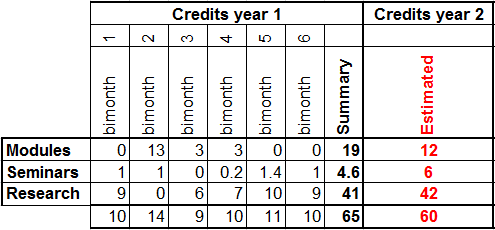 Credits year 1 Credits year 2
1 2 3 4 5 6
bimonth bimonth bimonth bimonth bimonth bimonth Summary Estimated
Modules 0 13 3 3 0 0 19 12
Seminars 1 1 0 0.2 1.4 1 4.6 6
Research 9 0 6 7 10 9 41 42
10 14 9 10 11 10 65 60